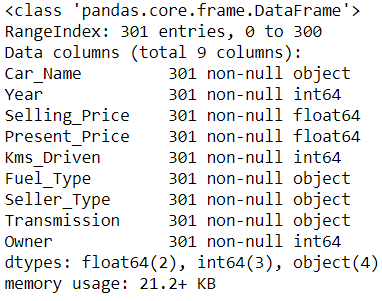 <class 'pandas.core.frame.DataFrame'>
RangeIndex: 301 entries, 0 to 300
Data columns (total 9 columns):
Car_Name         301 non-null object
Year             301 non-null int64
Selling_Price    301 non-null float64
Present_Price    301 non-null float64
Kms_Driven       301 non-null int64
Fuel_Type        301 non-null object
Seller_Type      301 non-null object
Transmission     301 non-null object
Owner            301 non-null int64
dtypes: float64(2), int64(3), object(4)
memory usage: 21.2+ KB